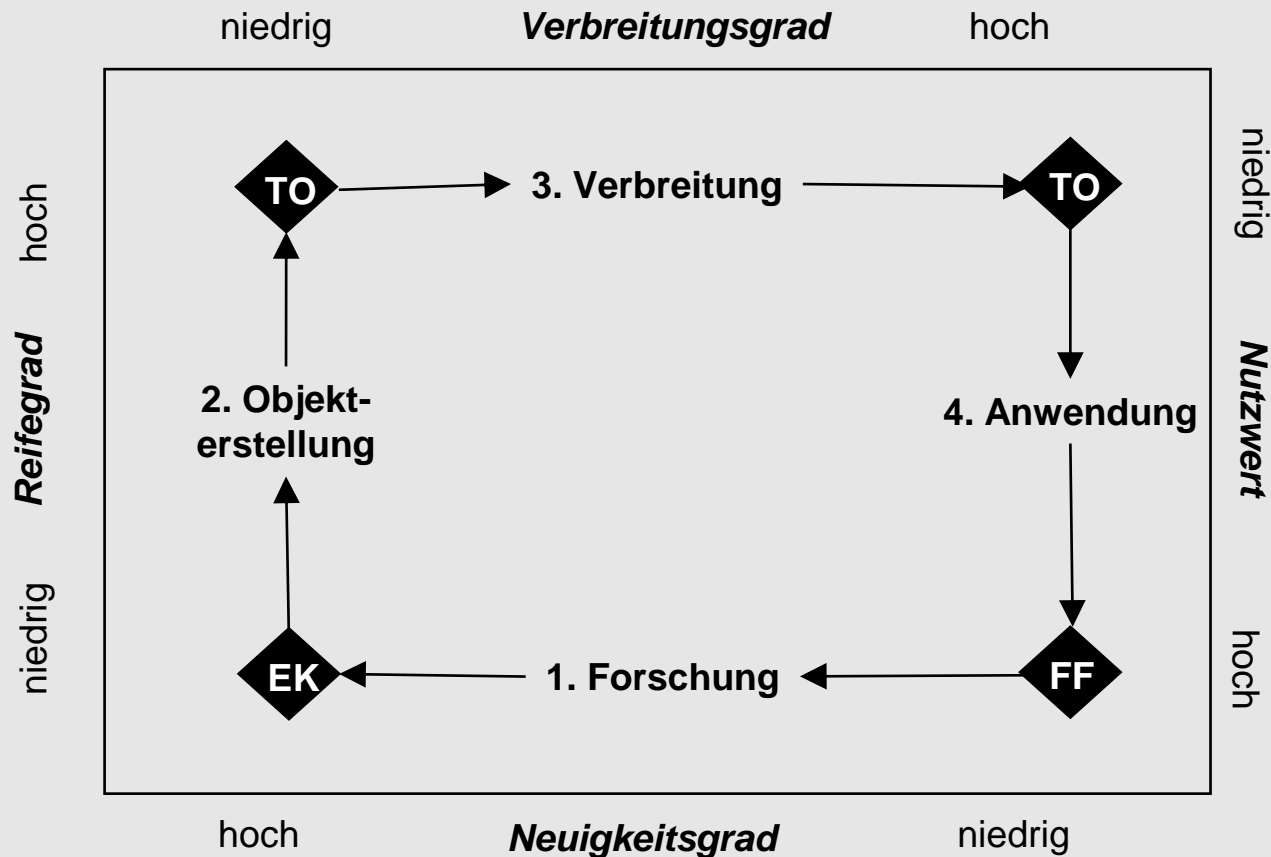 niedrig Verbreitungsgrad hoch
TO 3. Verbreitung TO
hoch
niedrig
Reifegrad
2. Objekt-
erstellung
4. Anwendung
Nutzwert
niedrig
hoch
EK 1. Forschung FF
hoch Neuigkeitsgrad niedrig